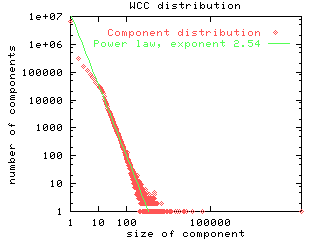 WCC distribution
1e+07
1e+06
100000
10000
1000
100
10
1
Component distribution
Power law, exponent 2.54
number of components
1 10 100 100000
size of component